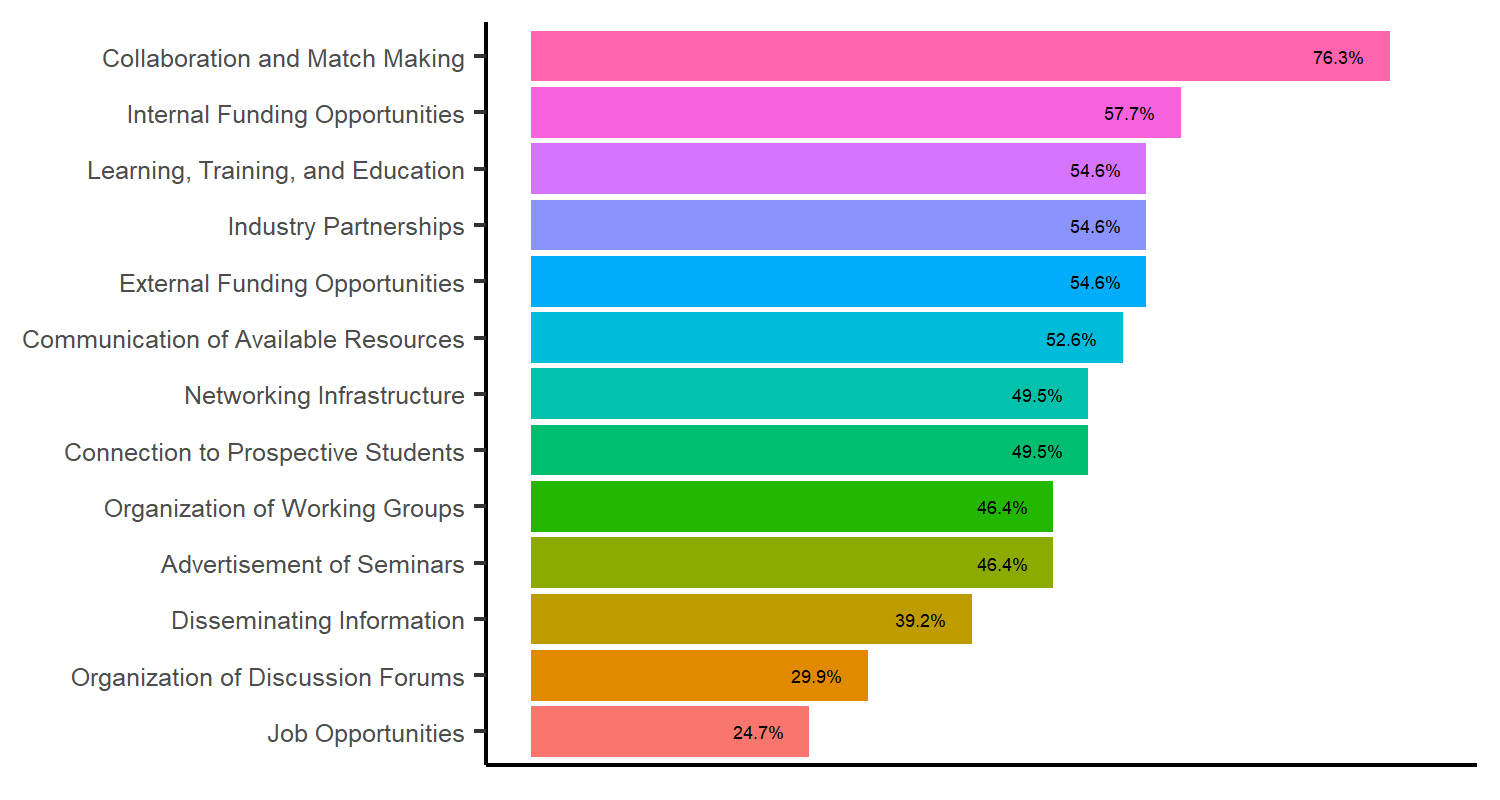 Collaboration and Match Making 76.3%
Internal Funding Opportunities 57.7%
Learning, Training, and Education 54.6%
Industry Partnerships 54.6%
External Funding Opportunities 54.6%
Communication of Available Resources 52.6%
Networking Infrastructure 49.5%
Connection to Prospective Students 49.5%
Organization of Working Groups 46.4%
Advertisement of Seminars 46.4%
Disseminating Information 39.2%
Organization of Discussion Forums 29.9%
Job Opportunities 24.7%